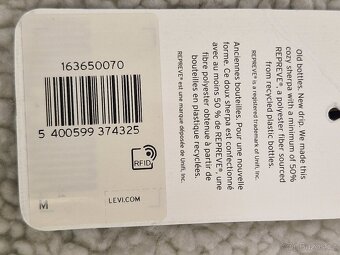 163650070
5 400599 374325
RFID
M
LEVI.COM
Old bottles. New drip. We made this
cozy sherpa with a minimum of 50%
REPREVE®, a polyester fiber sourced
from recycled plastic bottles.
REPREVE® is a registered trademark of Unifi, Inc.
Anciennes bouteilles. Pour une nouvelle
forme. Ce doux sherpa est confectionné
avec au moins 50 % de REPREVE®, une
fibre polyester obtenue à partir de
bouteilles en plastique recyclées.
REPREVE® est une marque déposée de Unifi, Inc.